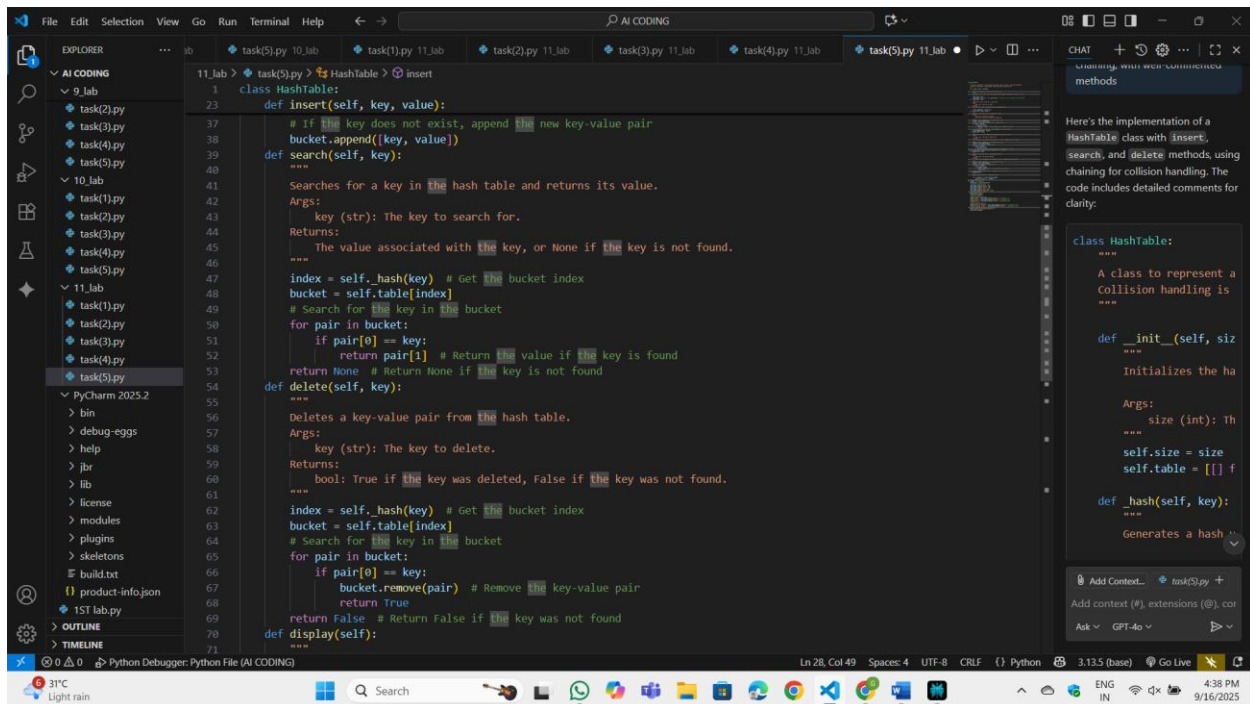 File Edit Selection View Go Run Terminal Help
AI CODING
EXPLORER
AI CODING
9_lab
task(2).py
task(3).py
task(4).py
task(5).py
10_lab
task(1).py
task(2).py
task(3).py
task(4).py
task(5).py
11_lab
task(1).py
task(2).py
task(3).py
task(4).py
task(5).py
PyCharm 2025.2
bin
debug-eggs
help
jbr
lib
license
modules
plugins
skeletons
build.txt
product-info.json
1ST lab.py
OUTLINE
TIMELINE
task(5).py 10_lab task(1).py 11_lab task(2).py 11_lab task(3).py 11_lab task(4).py 11_lab task(5).py 11_lab
11_lab > task(5).py > HashTable > insert
1 class HashTable:
23 def insert(self, key, value):
37 # If the key does not exist, append the new key-value pair
38 bucket.append([key, value])
39 def search(self, key):
40 """
41 Searches for a key in the hash table and returns its value.
42 Args:
43 key (str): The key to search for.
44 Returns:
45 The value associated with the key, or None if the key is not found.
46 """
47 index = self._hash(key) # Get the bucket index
48 bucket = self.table[index]
49 # Search for the key in the bucket
50 for pair in bucket:
51 if pair[0] == key:
52 return pair[1] # Return the value if the key is found
53 return None # Return None if the key is not found
54 def delete(self, key):
55 """
56 Deletes a key-value pair from the hash table.
57 Args:
58 key (str): The key to delete.
59 Returns:
60 bool: True if the key was deleted, False if the key was not found.
61 """
62 index = self._hash(key) # Get the bucket index
63 bucket = self.table[index]
64 # Search for the key in the bucket
65 for pair in bucket:
66 if pair[0] == key:
67 bucket.remove(pair) # Remove the key-value pair
68 return True
69 return False # Return False if the key was not found
70 def display(self):
71 """
CHAT
chaining, with well-commented
methods
Here's the implementation of a
HashTable class with insert,
search, and delete methods, using
chaining for collision handling. The
code includes detailed comments for
clarity:
class HashTable:
"""
A class to represent a
Collision handling is
"""
def __init__(self, siz
"""
Initializes the ha
Args:
size (int): Th
"""
self.size = size
self.table = [[] f
def _hash(self, key):
"""
Generates a hash
Add Context... task(5).py +
Add context (#), extensions (@), cor
Ask GPT-4o
0 0 Python Debugger: Python File (AI CODING)
Ln 28, Col 49 Spaces: 4 UTF-8 CRLF {} Python 3.13.5 (base) Go Live
6
31°C
Light rain
Search
ENG
IN
4:38 PM
9/16/2025